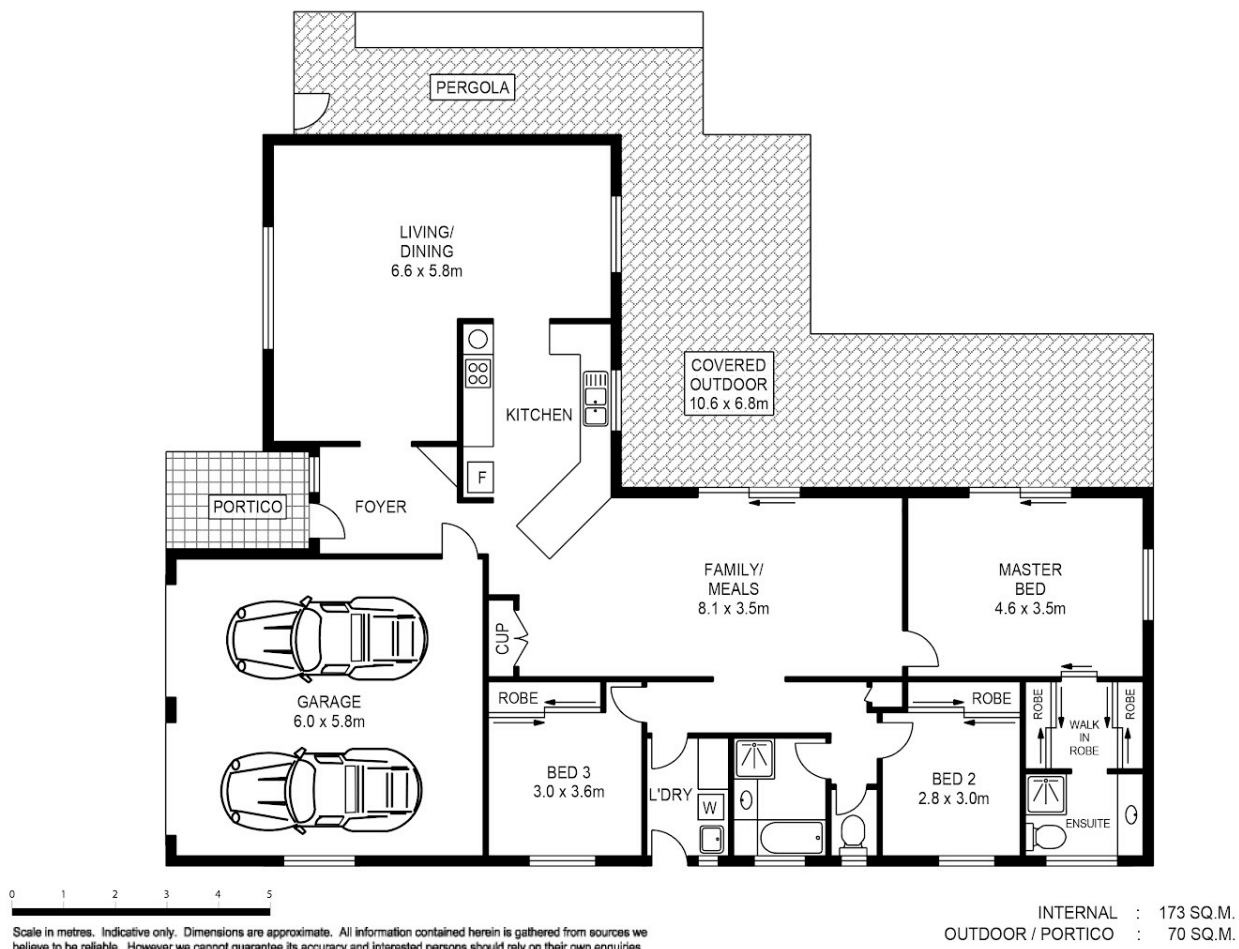 PERGOLA
LIVING/
DINING
6.6 x 5.8m
COVERED
OUTDOOR
10.6 x 6.8m
KITCHEN
F
PORTICO
FOYER
FAMILY/
MEALS
8.1 x 3.5m
MASTER
BED
4.6 x 3.5m
CUP
GARAGE
6.0 x 5.8m
ROBE
ROBE
ROBE
ROBE
WALK
IN
ROBE
BED 3
3.0 x 3.6m
L'DRY
W
BED 2
2.8 x 3.0m
ENSUITE
0 1 2 3 4 5
Scale in metres. Indicative only. Dimensions are approximate. All information contained herein is gathered from sources we
believe to be reliable. However we cannot guarantee its accuracy and interested persons should rely on their own enquiries.
INTERNAL : 173 SQ.M.
OUTDOOR / PORTICO : 70 SQ.M.